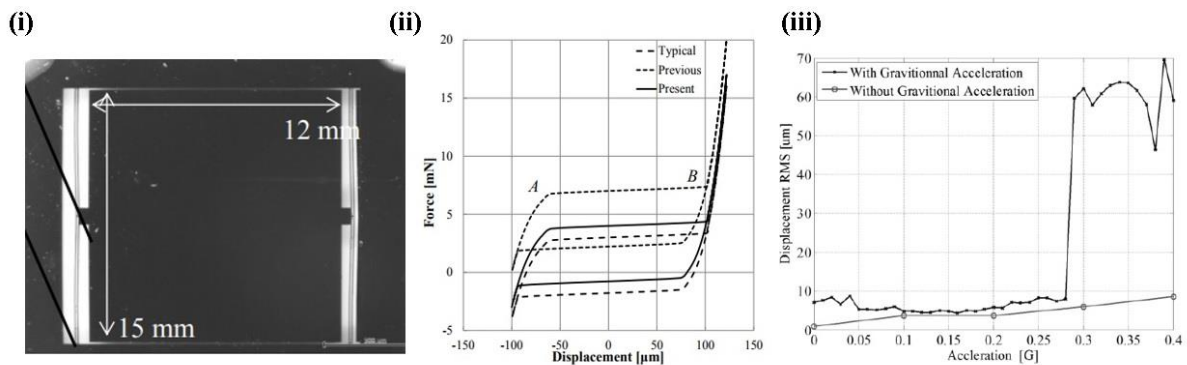 (i)
12 mm
15 mm
(ii)
20
15
10
5
0
-5
Force [mN]
Typical
Previous
Present
A
B
-150 -100 -50 0 50 100 150
Displacement [µm]
(iii)
70
60
50
40
30
20
10
0
Displacement RMS [um]
With Gravitionnal Acceleration
Without Gravitional Acceleration
0 0.05 0.1 0.15 0.2 0.25 0.3 0.35 0.4
Accleration [G]